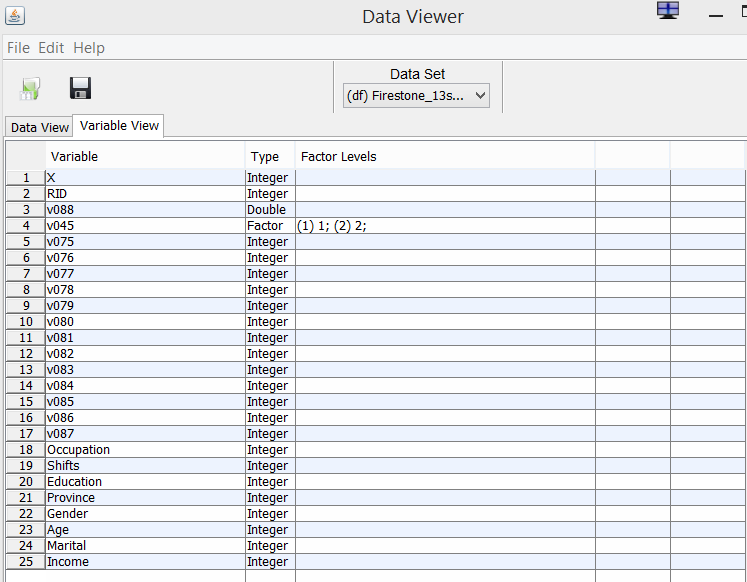 Data Viewer
File Edit Help
Data Set
(df) Firestone_13s...
Data View Variable View
Variable Type Factor Levels
1 X Integer
2 RID Integer
3 v088 Double
4 v045 Factor (1) 1; (2) 2;
5 v075 Integer
6 v076 Integer
7 v077 Integer
8 v078 Integer
9 v079 Integer
10 v080 Integer
11 v081 Integer
12 v082 Integer
13 v083 Integer
14 v084 Integer
15 v085 Integer
16 v086 Integer
17 v087 Integer
18 Occupation Integer
19 Shifts Integer
20 Education Integer
21 Province Integer
22 Gender Integer
23 Age Integer
24 Marital Integer
25 Income Integer